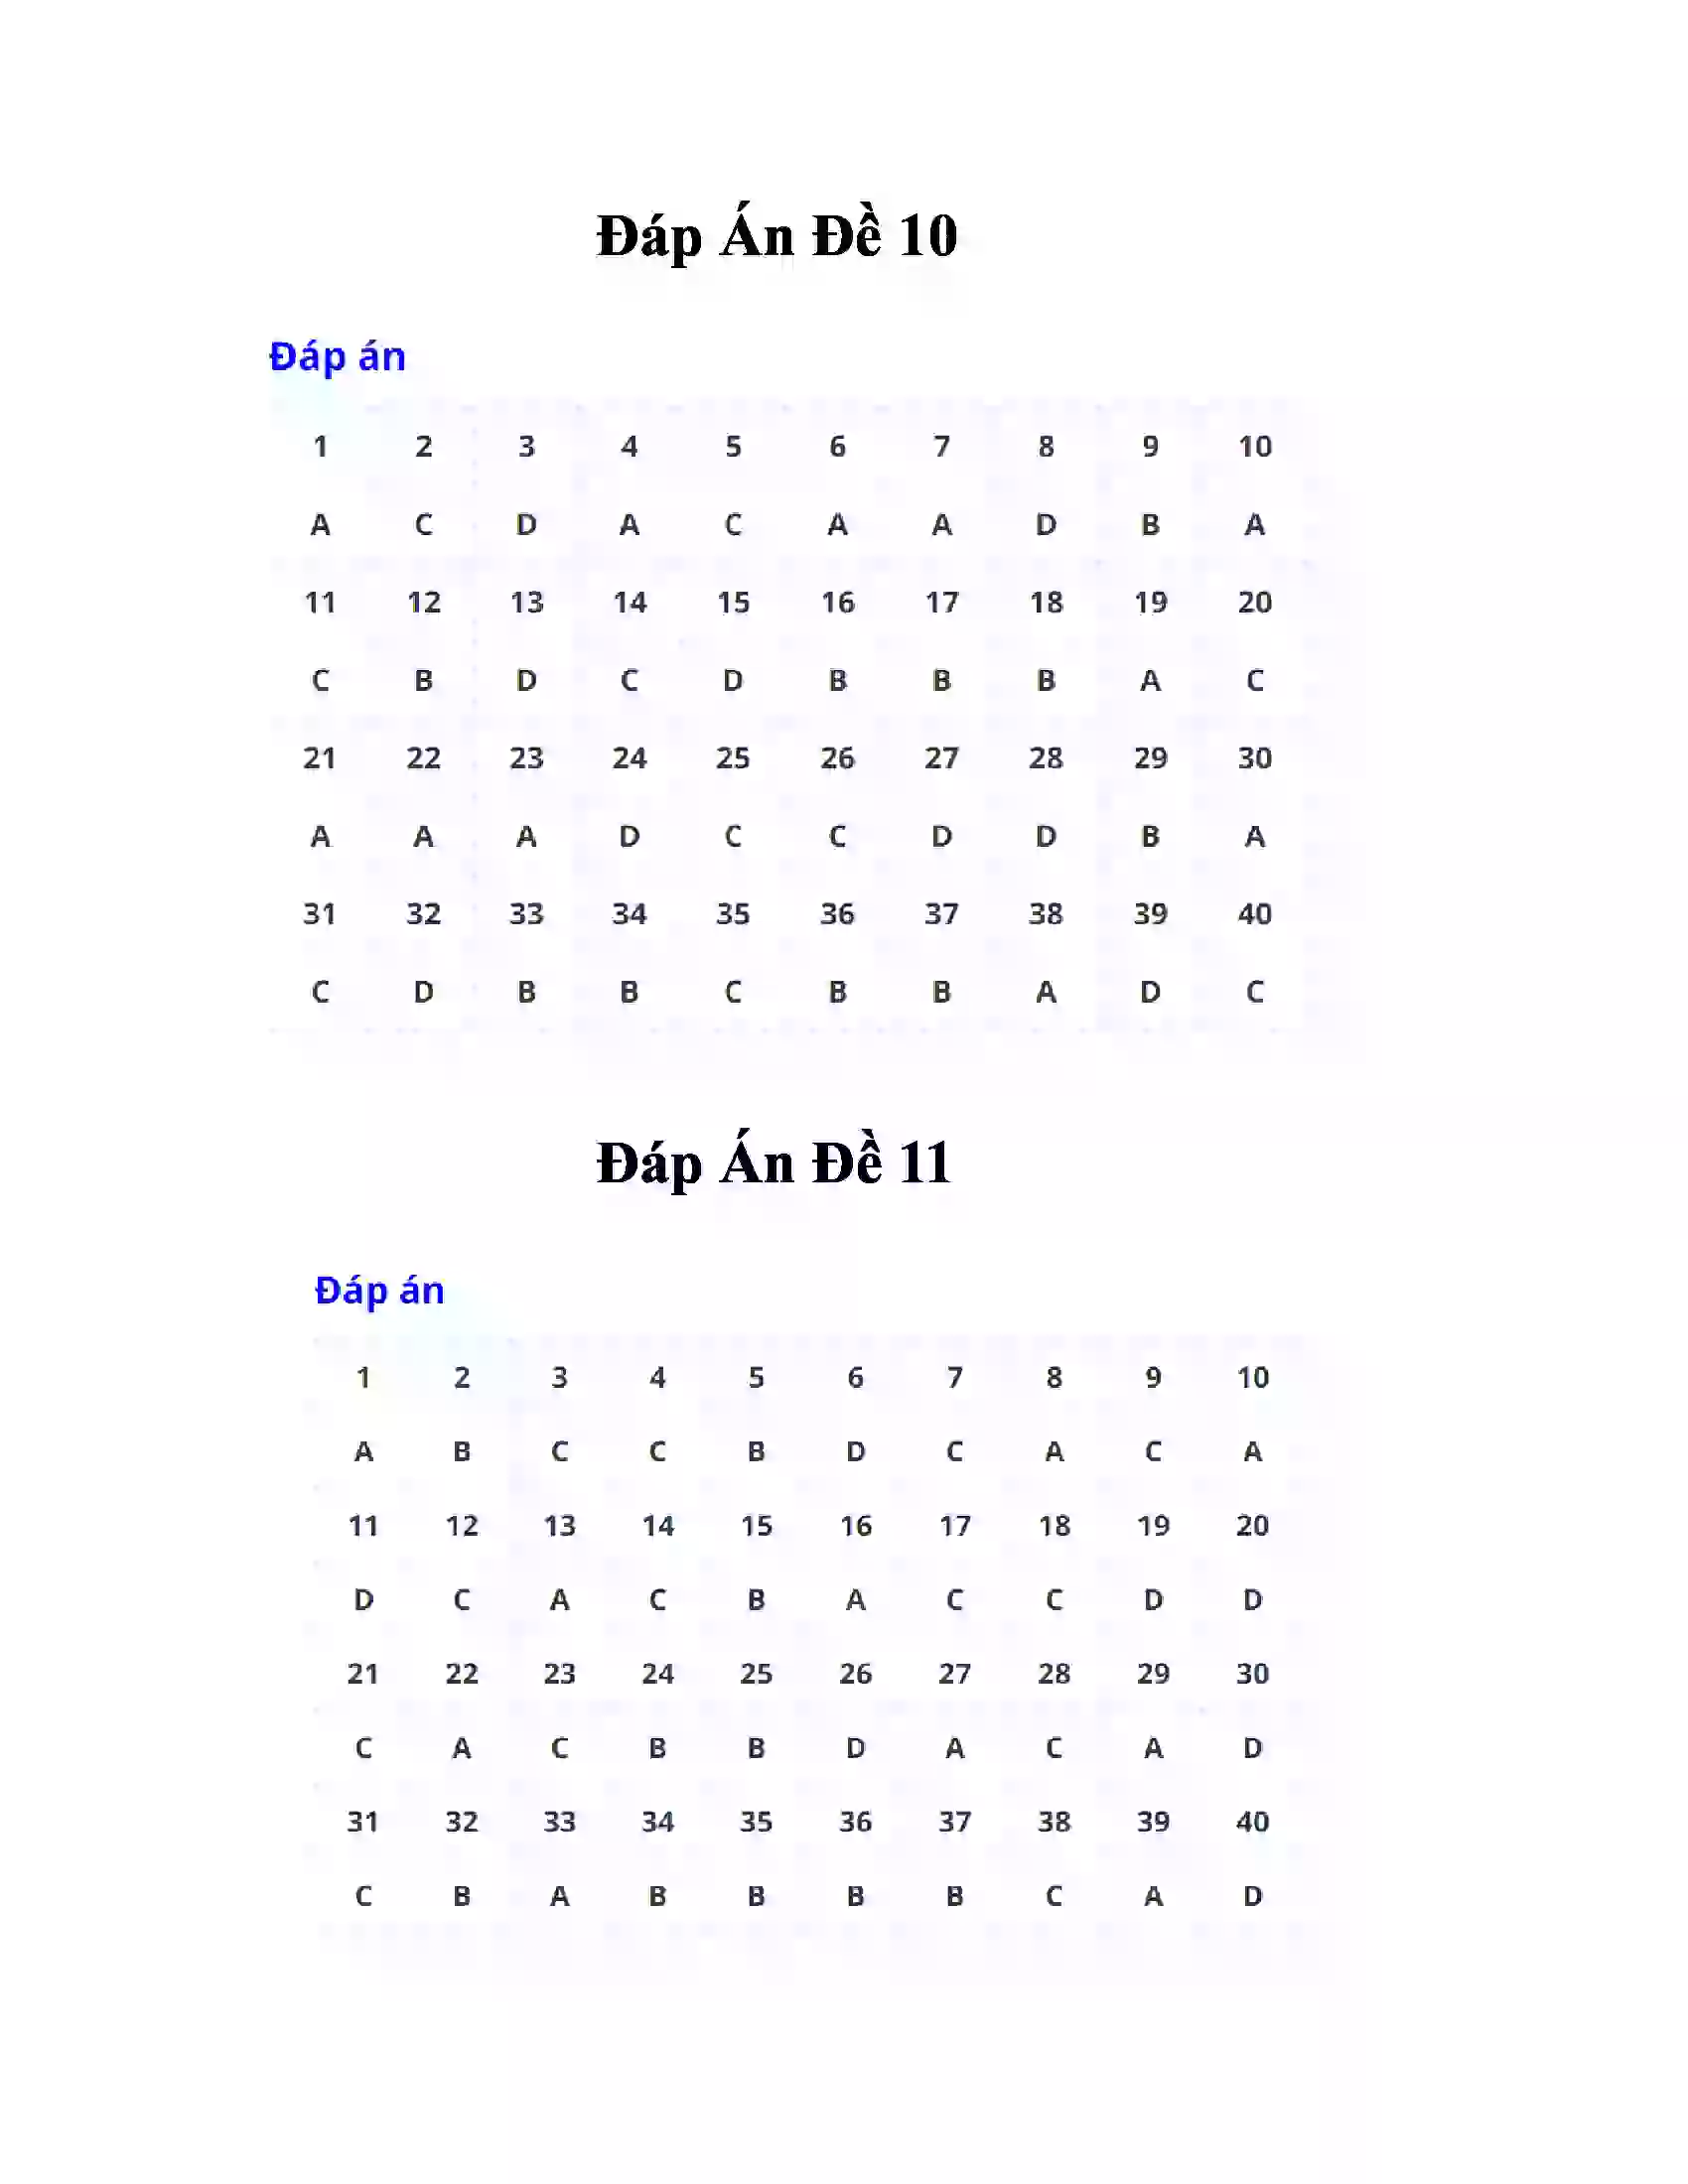 Đáp Án Đề 10
Đáp án
1 2 3 4 5 6 7 8 9 10
A C D A C A A D B A
11 12 13 14 15 16 17 18 19 20
C B D C D B B B A C
21 22 23 24 25 26 27 28 29 30
A A A D C C D D B A
31 32 33 34 35 36 37 38 39 40
C D B B C B B A D C
Đáp Án Đề 11
Đáp án
1 2 3 4 5 6 7 8 9 10
A B C C B D C A C A
11 12 13 14 15 16 17 18 19 20
D C A C B A C C D D
21 22 23 24 25 26 27 28 29 30
C A C B B D A C A D
31 32 33 34 35 36 37 38 39 40
C B A B B B B C A D